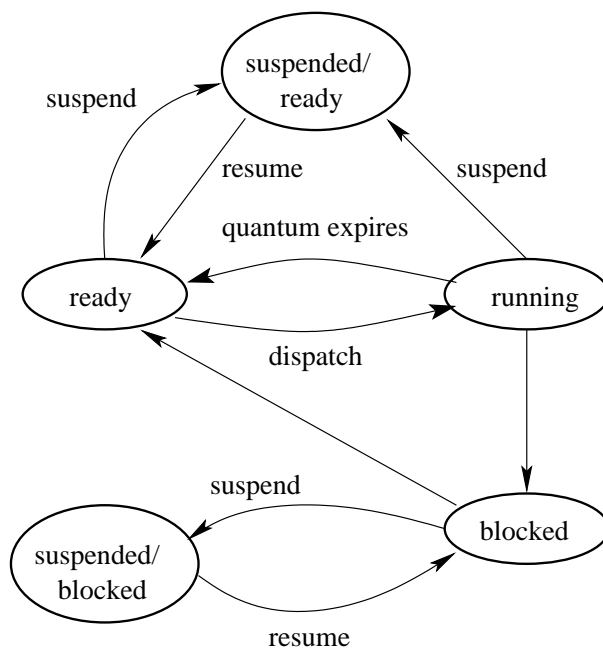 suspended/
ready
suspend
resume
suspend
quantum expires
ready
running
dispatch
suspend
blocked
suspended/
blocked
resume